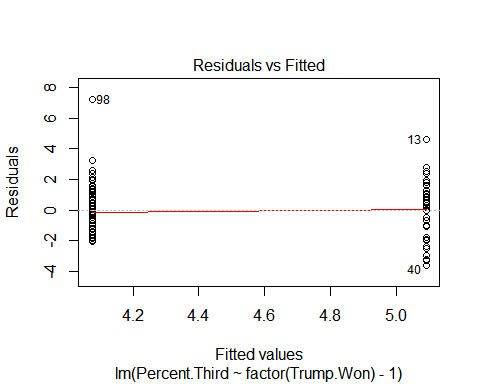 Residuals vs Fitted
8
6
4
2
0
-2
-4
Residuals
98
13
40
4.2 4.4 4.6 4.8 5.0
Fitted values
lm(Percent.Third ~ factor(Trump.Won) - 1)